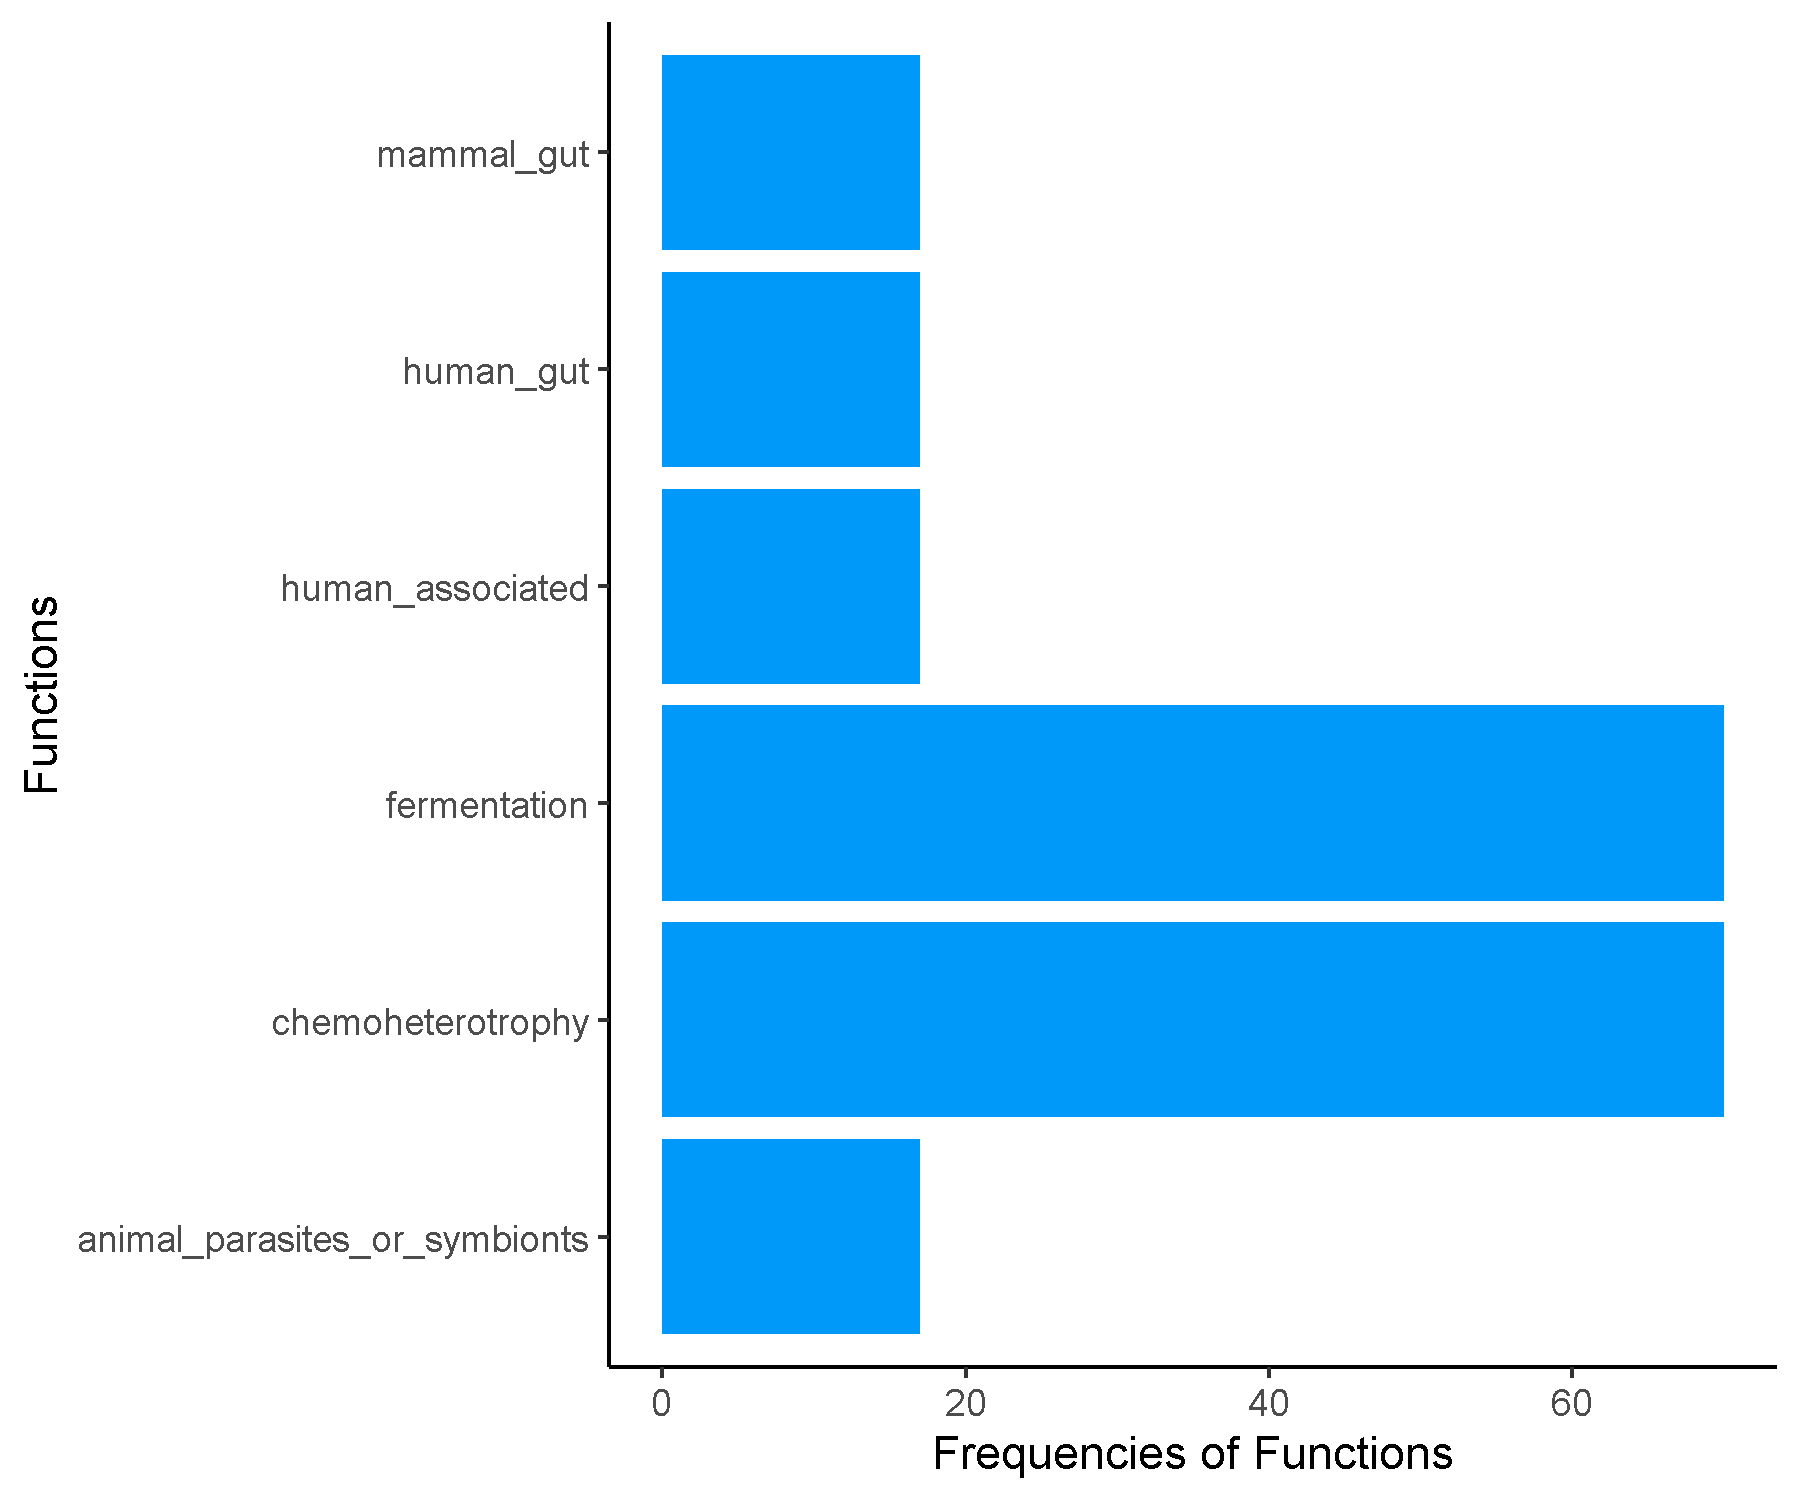 mammal_gut
human_gut
human_associated
fermentation
chemoheterotrophy
animal_parasites_or_symbionts
Functions
0 20 40 60
Frequencies of Functions